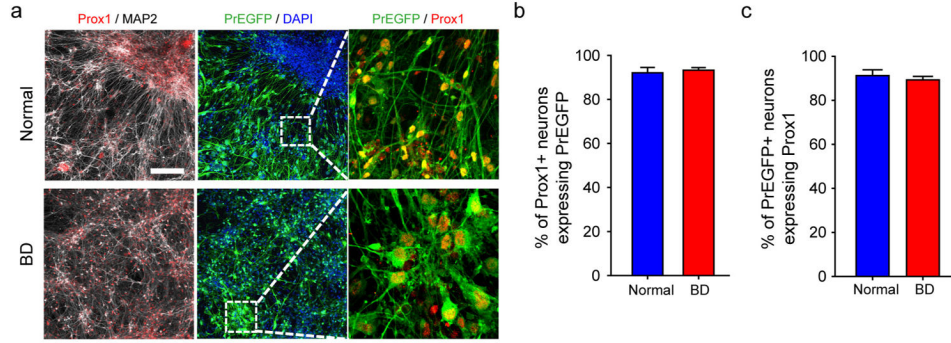 a
Prox1 / MAP2
PrEGFP / DAPI
PrEGFP / Prox1
Normal
BD
b
% of Prox1+ neurons
expressing PrEGFP
100
80
60
40
20
0
Normal
BD
c
% of PrEGFP+ neurons
expressing Prox1
100
80
60
40
20
0
Normal
BD